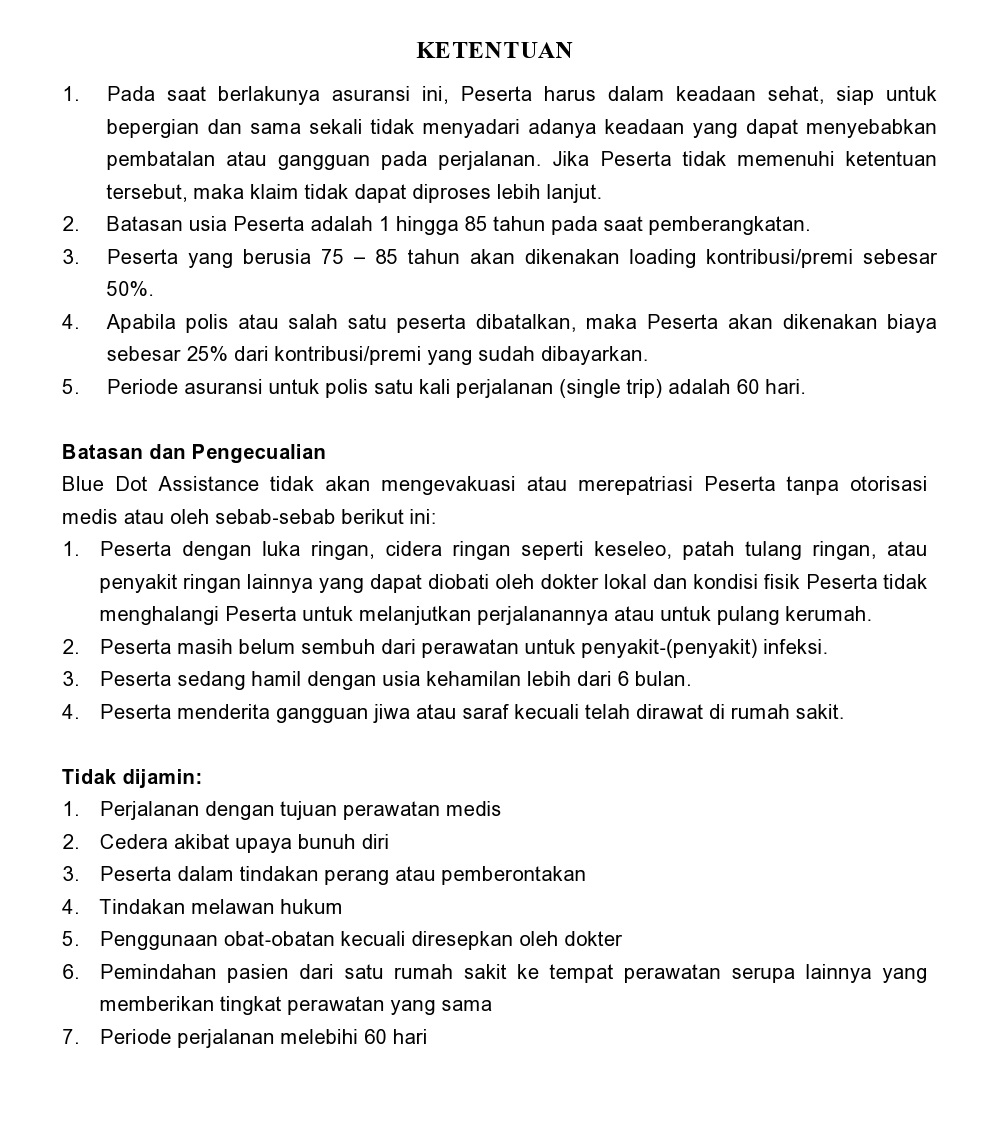 KETENTUAN
1. Pada saat berlakunya asuransi ini, Peserta harus dalam keadaan sehat, siap untuk
bepergian dan sama sekali tidak menyadari adanya keadaan yang dapat menyebabkan
pembatalan atau gangguan pada perjalanan. Jika Peserta tidak memenuhi ketentuan
tersebut, maka klaim tidak dapat diproses lebih lanjut.
2. Batasan usia Peserta adalah 1 hingga 85 tahun pada saat pemberangkatan.
3. Peserta yang berusia 75 – 85 tahun akan dikenakan loading kontribusi/premi sebesar
50%.
4. Apabila polis atau salah satu peserta dibatalkan, maka Peserta akan dikenakan biaya
sebesar 25% dari kontribusi/premi yang sudah dibayarkan.
5. Periode asuransi untuk polis satu kali perjalanan (single trip) adalah 60 hari.
Batasan dan Pengecualian
Blue Dot Assistance tidak akan mengevakuasi atau merepatriasi Peserta tanpa otorisasi
medis atau oleh sebab-sebab berikut ini:
1. Peserta dengan luka ringan, cidera ringan seperti keseleo, patah tulang ringan, atau
penyakit ringan lainnya yang dapat diobati oleh dokter lokal dan kondisi fisik Peserta tidak
menghalangi Peserta untuk melanjutkan perjalanannya atau untuk pulang kerumah.
2. Peserta masih belum sembuh dari perawatan untuk penyakit-(penyakit) infeksi.
3. Peserta sedang hamil dengan usia kehamilan lebih dari 6 bulan.
4. Peserta menderita gangguan jiwa atau saraf kecuali telah dirawat di rumah sakit.
Tidak dijamin:
1. Perjalanan dengan tujuan perawatan medis
2. Cedera akibat upaya bunuh diri
3. Peserta dalam tindakan perang atau pemberontakan
4. Tindakan melawan hukum
5. Penggunaan obat-obatan kecuali diresepkan oleh dokter
6. Pemindahan pasien dari satu rumah sakit ke tempat perawatan serupa lainnya yang
memberikan tingkat perawatan yang sama
7. Periode perjalanan melebihi 60 hari